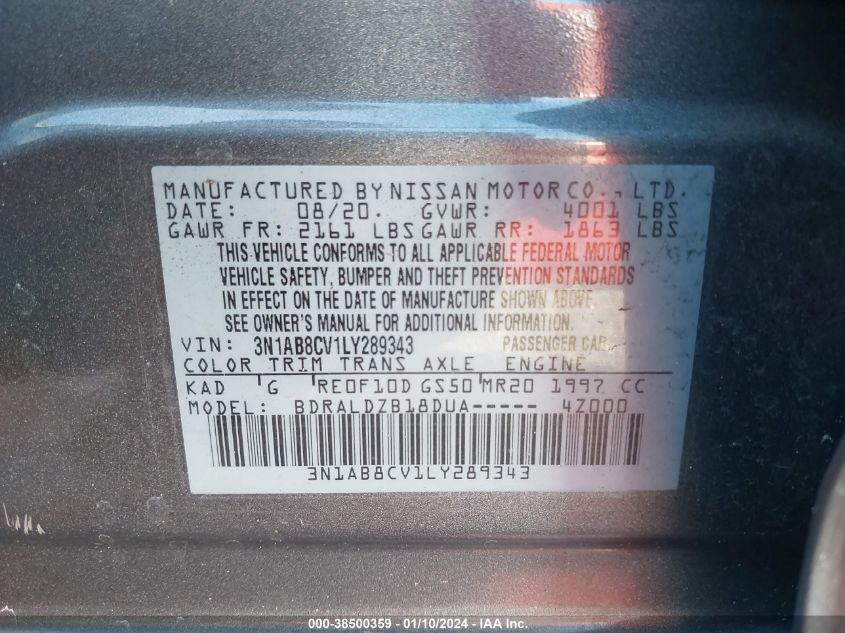 MANUFACTURED BY NISSAN MOTOR CO., LTD.
DATE: 08/20. GVWR: 4001 LBS
GAWR FR: 2161 LBS GAWR RR: 1863 LBS
THIS VEHICLE CONFORMS TO ALL APPLICABLE FEDERAL MOTOR
VEHICLE SAFETY, BUMPER AND THEFT PREVENTION STANDARDS
IN EFFECT ON THE DATE OF MANUFACTURE SHOWN ABOVE.
SEE OWNER'S MANUAL FOR ADDITIONAL INFORMATION.
VIN: 3N1AB8CV1LY289343 PASSENGER CAR
COLOR TRIM TRANS AXLE ENGINE
KAD G RE0F10D GS50 MR20 1997 CC
MODEL: BDRALDZB18DUA----- 4Z000
3N1AB8CV1LY289343
000-38500359 - 01/10/2024 - IAA, Inc.